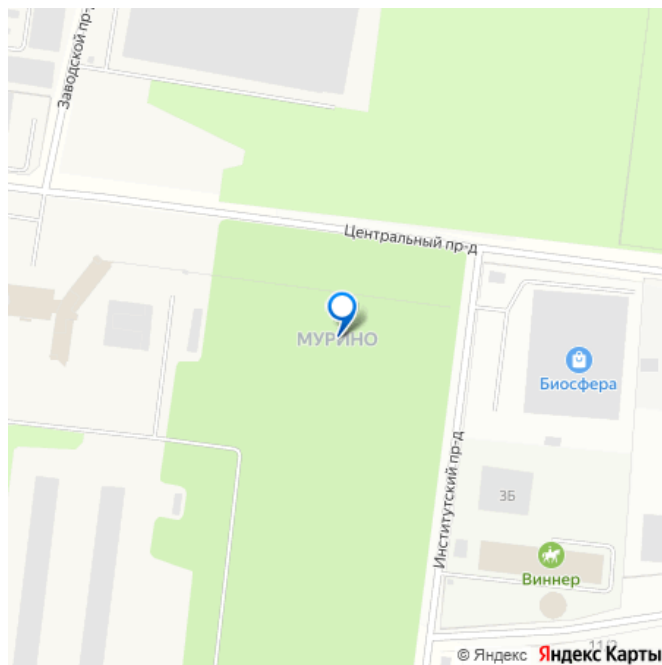 Заводской пр-д
Центральный пр-д
МУРИНО
Биосфера
Институтский пр-д
3Б
Виннер
11/2
© Яндекс Яндекс Карты